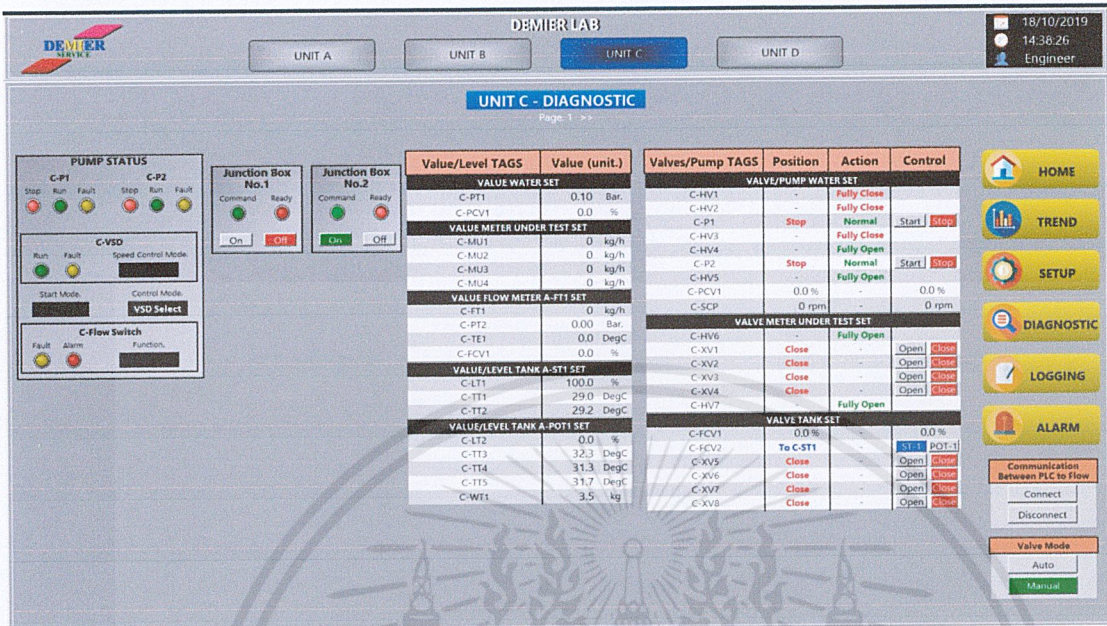 DEMIER SERVICE
DEMIER LAB
UNIT A
UNIT B
UNIT C
UNIT D
18/10/2019
14:38:26
Engineer
UNIT C - DIAGNOSTIC
Page. 1 >>
PUMP STATUS
C-P1 C-P2
Stop Run Fault Stop Run Fault
C-VSD
Run Fault Speed Control Mode.
Start Mode. Control Mode.
VSD Select
C-Flow Switch
Fault Alarm Function.
Junction Box
No.1
Command Ready
On Off
Junction Box
No.2
Command Ready
On Off
Value/Level TAGS Value (unit.)
VALUE WATER SET
C-PT1 0.10 Bar.
C-PCV1 0.0 %
VALUE METER UNDER TEST SET
C-MU1 0 kg/h
C-MU2 0 kg/h
C-MU3 0 kg/h
C-MU4 0 kg/h
VALUE FLOW METER A-FT1 SET
C-FT1 0 kg/h
C-PT2 0.00 Bar.
C-TE1 0.0 DegC
C-FCV1 0.0 %
VALUE/LEVEL TANK A-ST1 SET
C-LT1 100.0 %
C-TT1 29.0 DegC
C-TT2 29.2 DegC
VALUE/LEVEL TANK A-POT1 SET
C-LT2 0.0 %
C-TT3 32.3 DegC
C-TT4 31.3 DegC
C-TT5 31.7 DegC
C-WT1 3.5 kg
Valves/Pump TAGS Position Action Control
VALVE/PUMP WATER SET
C-HV1 - Fully Close
C-HV2 - Fully Close
C-P1 Stop Normal Start Stop
C-HV3 - Fully Close
C-HV4 - Fully Open
C-P2 Stop Normal Start Stop
C-HV5 - Fully Open
C-PCV1 0.0 % - 0.0 %
C-SCP 0 rpm - 0 rpm
VALVE METER UNDER TEST SET
C-HV6 - Fully Open
C-XV1 Close - Open Close
C-XV2 Close - Open Close
C-XV3 Close - Open Close
C-XV4 Close - Open Close
C-HV7 Fully Open
VALVE TANK SET
C-FCV1 0.0 % - 0.0 %
C-FCV2 To C-ST1 - ST-1 POT-1
C-XV5 Close - Open Close
C-XV6 Close - Open Close
C-XV7 Close - Open Close
C-XV8 Close - Open Close
HOME
TREND
SETUP
DIAGNOSTIC
LOGGING
ALARM
Communication
Between PLC to Flow
Connect
Disconnect
Valve Mode
Auto
Manual